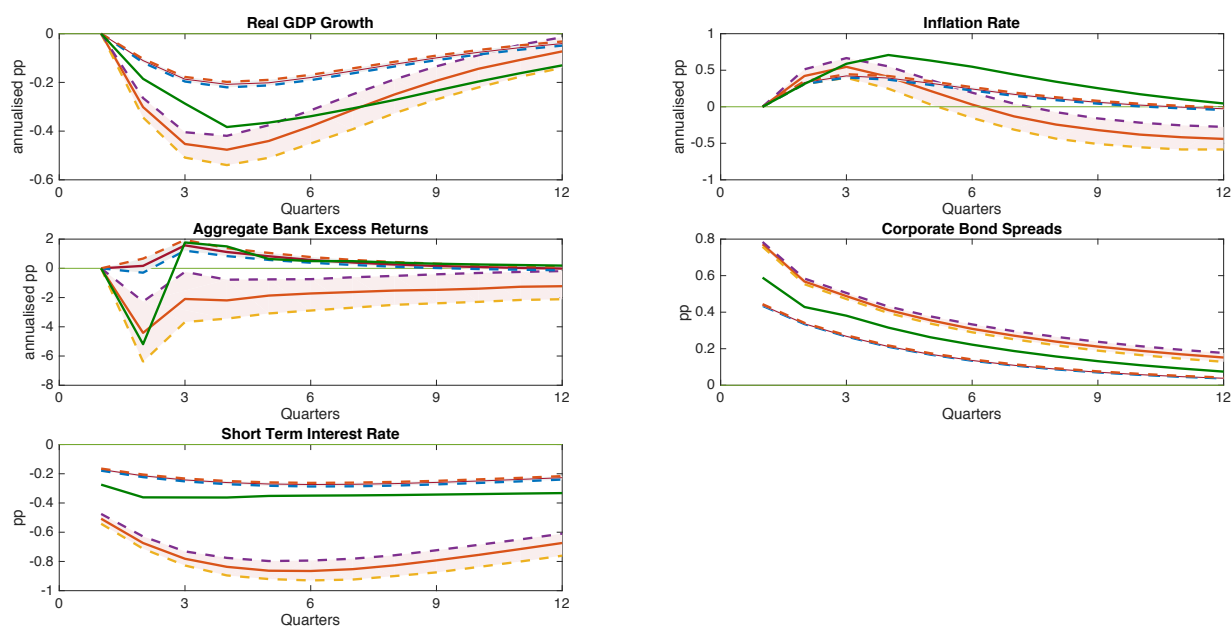 Real GDP Growth
0
-0.2
-0.4
-0.6
annualised pp
0 3 6 9 12
Quarters
Inflation Rate
1
0.5
0
-0.5
-1
annualised pp
0 3 6 9 12
Quarters
Aggregate Bank Excess Returns
2
0
-2
-4
-6
-8
annualised pp
0 3 6 9 12
Quarters
Corporate Bond Spreads
0.8
0.6
0.4
0.2
0
pp
0 3 6 9 12
Quarters
Short Term Interest Rate
0
-0.2
-0.4
-0.6
-0.8
-1
pp
0 3 6 9 12
Quarters